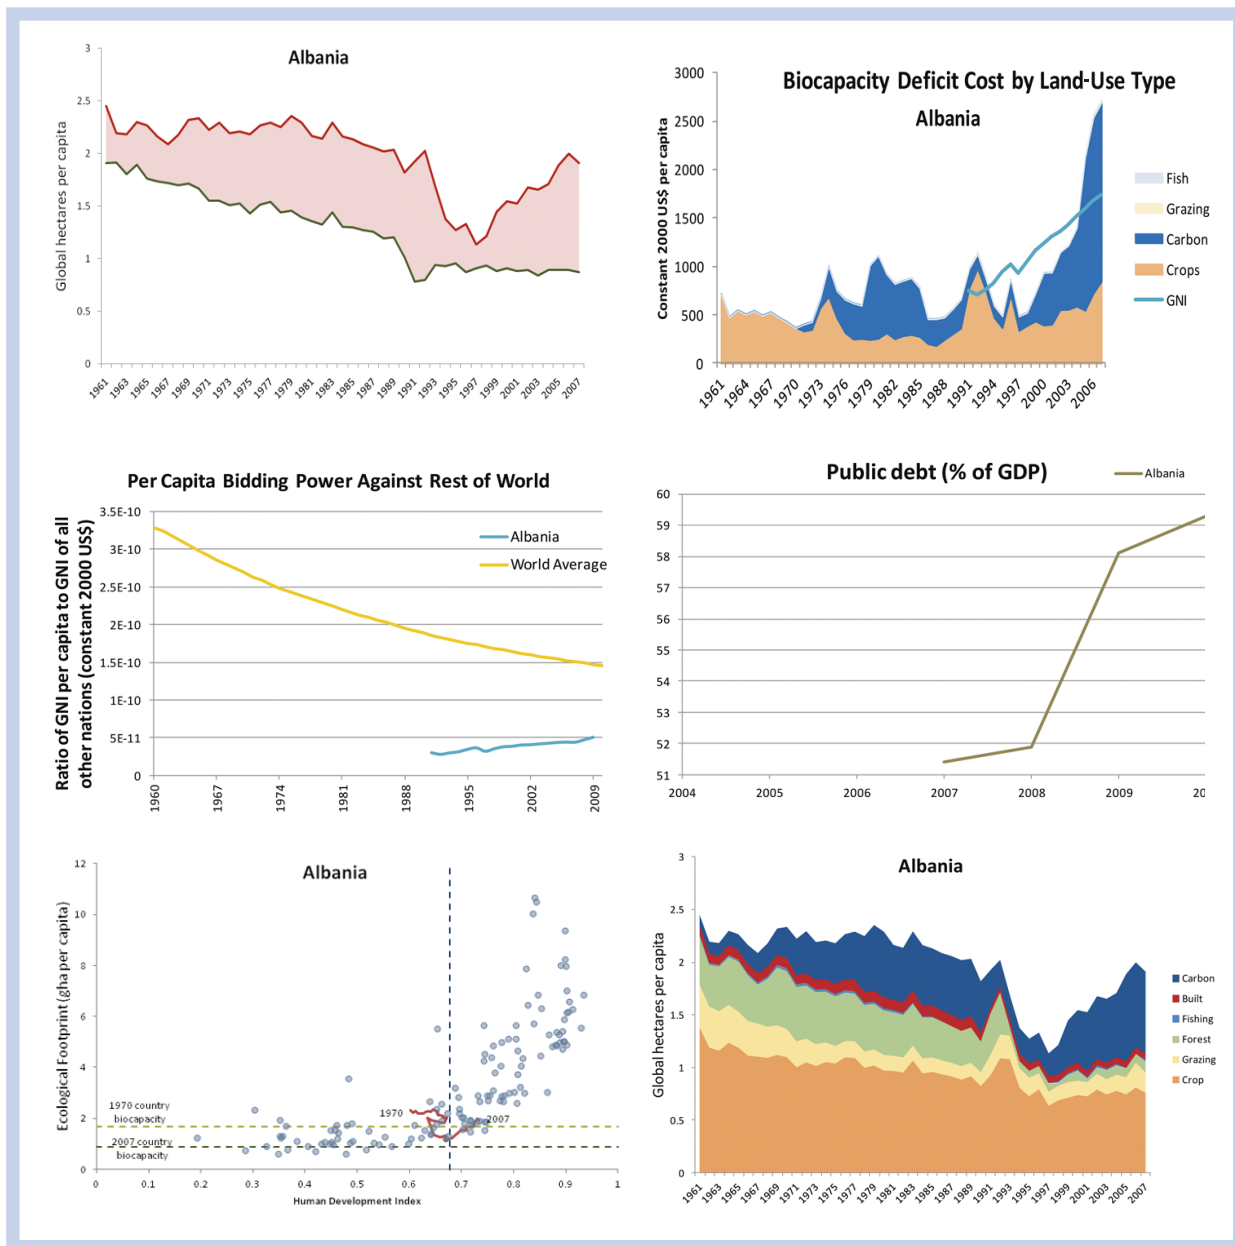 Albania
Global hectares per capita
3
2.5
2
1.5
1
0.5
0
1961 1963 1965 1967 1969 1971 1973 1975 1977 1979 1981 1983 1985 1987 1989 1991 1993 1995 1997 1999 2001 2003 2005 2007
Biocapacity Deficit Cost by Land-Use Type
Albania
Constant 2000 US$ per capita
3000
2500
2000
1500
1000
500
0
1961 1964 1967 1970 1973 1976 1979 1982 1985 1988 1991 1994 1997 2000 2003 2006
Fish
Grazing
Carbon
Crops
GNI
Per Capita Bidding Power Against Rest of World
Ratio of GNI per capita to GNI of all
other nations (constant 2000 US$)
3.5E-10
3E-10
2.5E-10
2E-10
1.5E-10
1E-10
5E-11
0
1960 1967 1974 1981 1988 1995 2002 2009
Albania
World Average
Public debt (% of GDP)
Albania
60
59
58
57
56
55
54
53
52
51
2004 2005 2006 2007 2008 2009 20
Albania
Ecological Footprint (gha per capita)
12
10
8
6
4
2
0
1970 country
biocapacity
2007 country
biocapacity
1970
2007
0 0.1 0.2 0.3 0.4 0.5 0.6 0.7 0.8 0.9 1
Human Development Index
Albania
Global hectares per capita
3
2.5
2
1.5
1
0.5
0
1961 1963 1965 1967 1969 1971 1973 1975 1977 1979 1981 1983 1985 1987 1989 1991 1993 1995 1997 1999 2001 2003 2005 2007
Carbon
Built
Fishing
Forest
Grazing
Crop